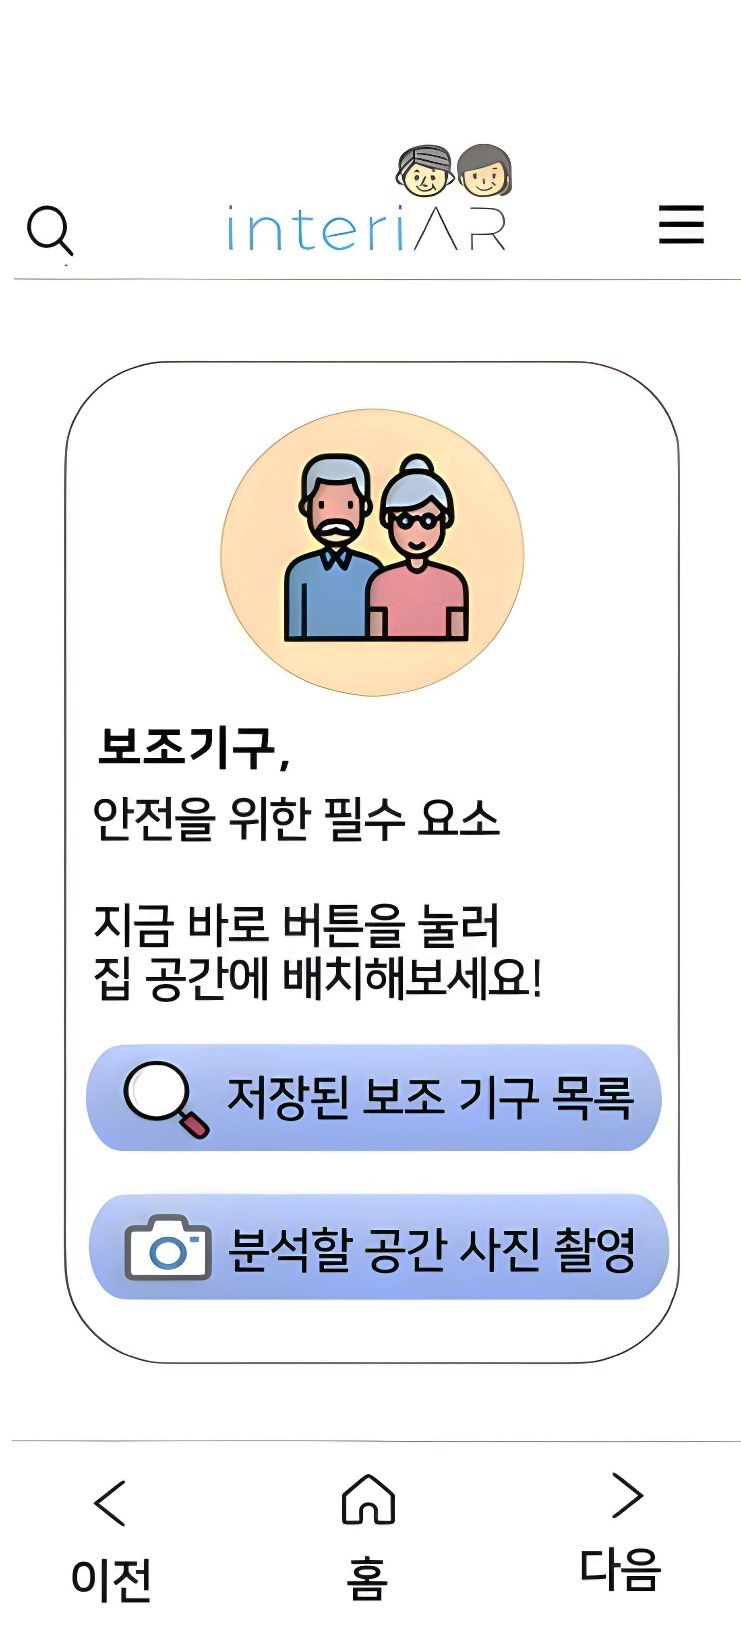 interiAR
보조기구,
안전을 위한 필수 요소
지금 바로 버튼을 눌러
집 공간에 배치해보세요!
저장된 보조 기구 목록
분석할 공간 사진 촬영
이전
홈
다음